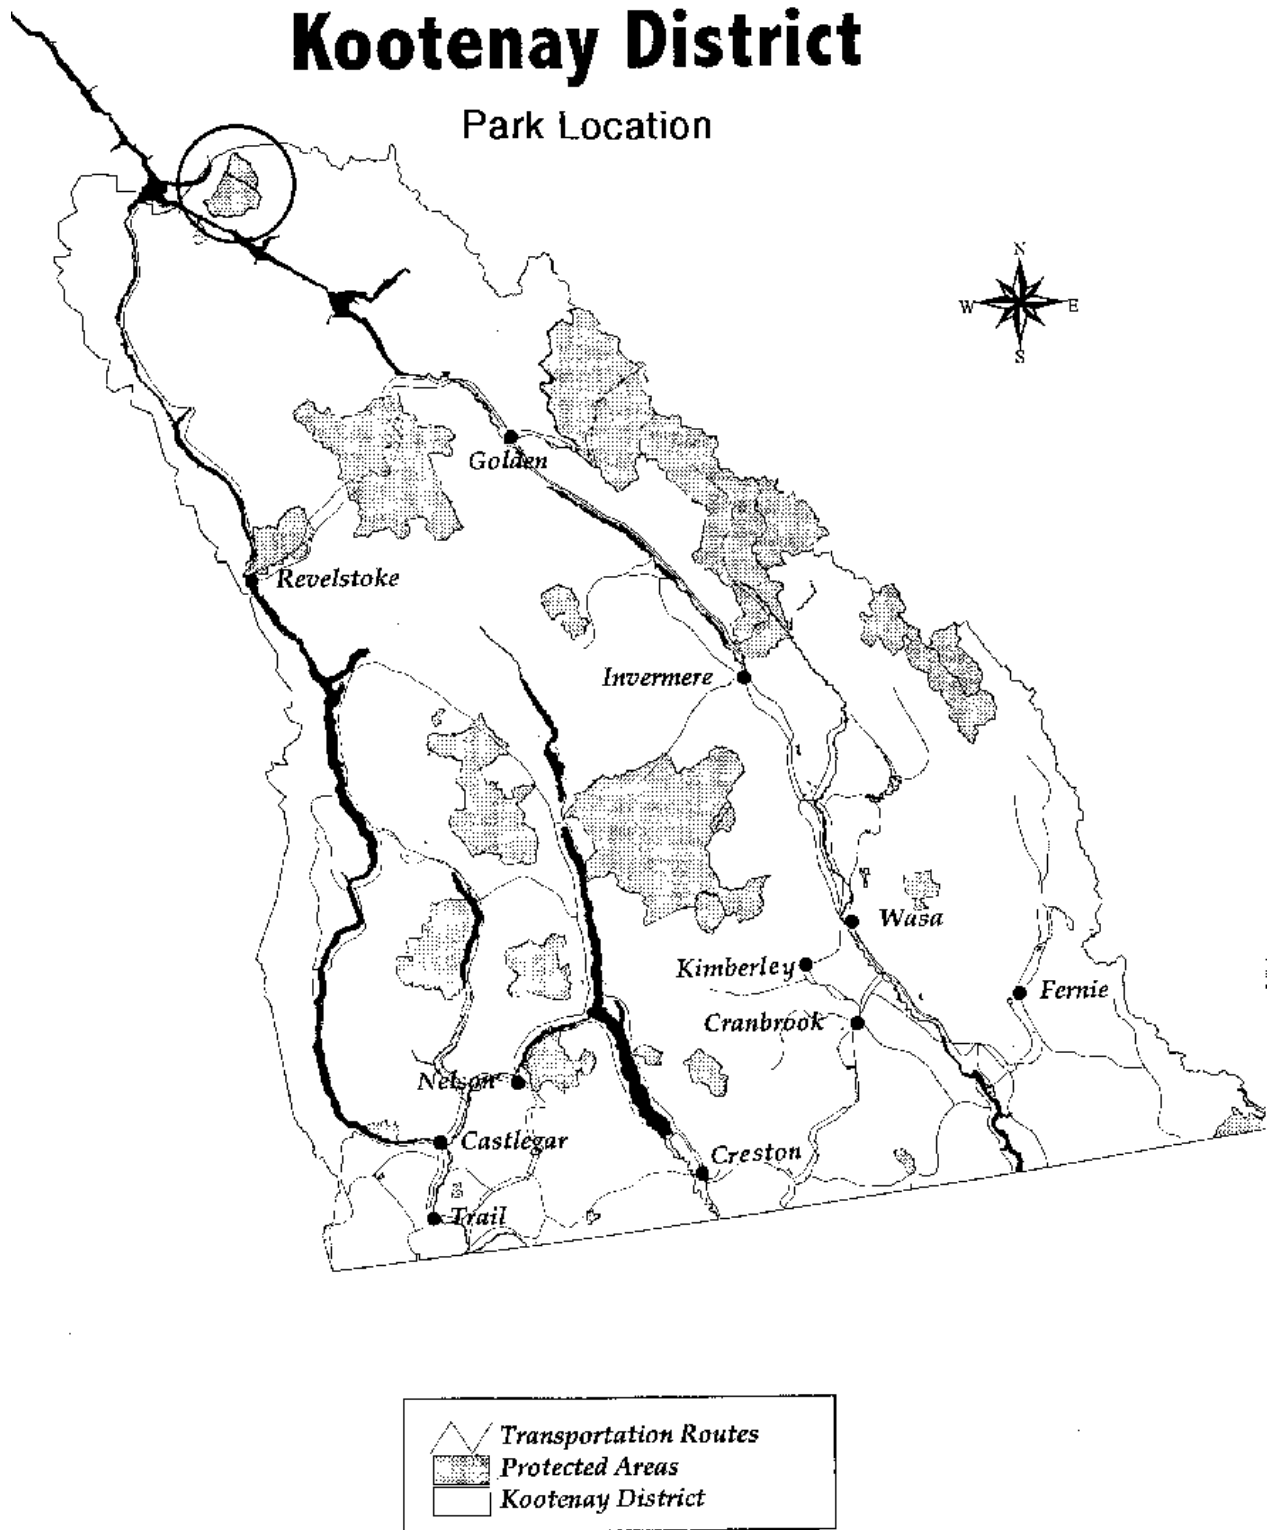 Kootenay District
Park Location
N
W E
S
Golden
Revelstoke
Invermere
Wasa
Kimberley
Fernie
Cranbrook
Nelson
Castlegar
Creston
Trail
Transportation Routes
Protected Areas
Kootenay District